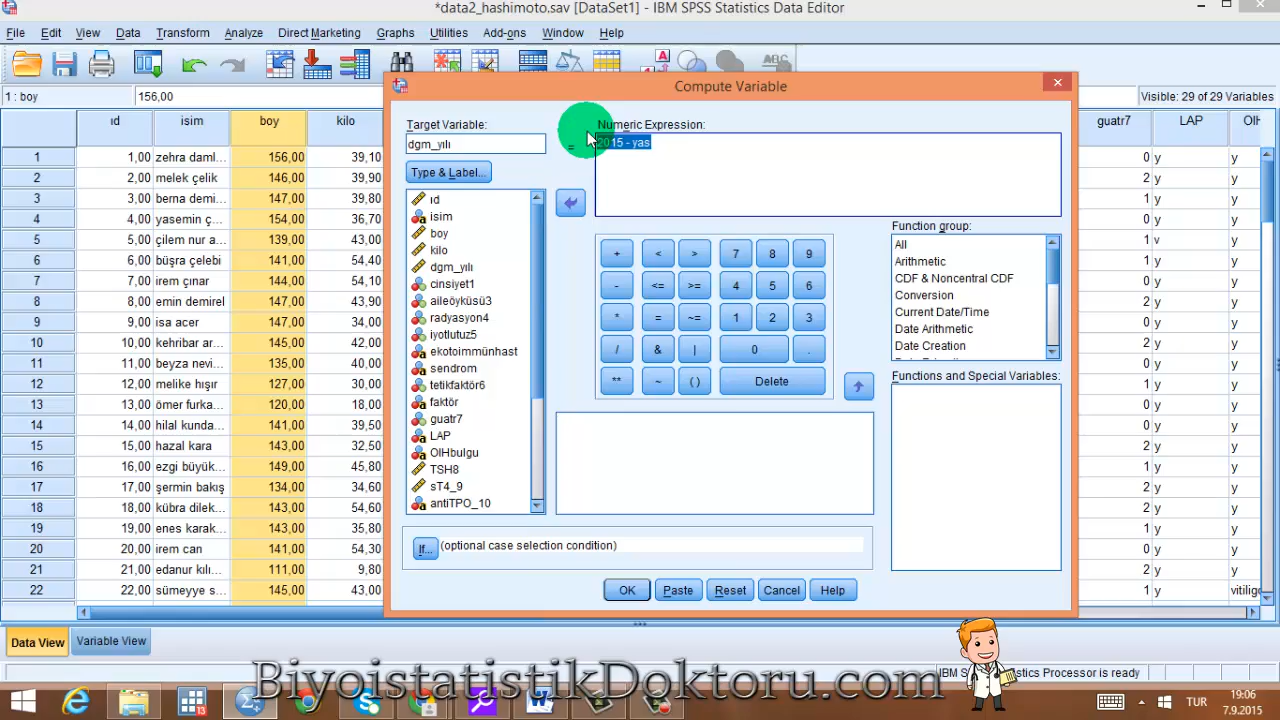 *data2_hashimoto.sav [DataSet1] - IBM SPSS Statistics Data Editor
File Edit View Data Transform Analyze Direct Marketing Graphs Utilities Add-ons Window Help
1 : boy 156,00 Visible: 29 of 29 Variables
ıd isim boy kilo guatr7 LAP
1 1,00 zehra daml... 156,00 39,10 0 y y
2 2,00 melek çelik 146,00 39,90 2 y y
3 3,00 berna demi... 147,00 39,80 1 y y
4 4,00 yasemin ç... 154,00 36,70 0 y y
5 5,00 çilem nur a... 139,00 43,00 1 v y
6 6,00 büşra çelebi 141,00 54,40 0 y y
7 7,00 irem çınar 144,00 54,10 0 y y
8 8,00 emin demirel 147,00 43,90 2 y y
9 9,00 isa acer 147,00 43,00 0 y y
10 10,00 kehribar ar... 145,00 42,00 2 y y
11 11,00 beyza nevi... 135,00 40,00 0 y y
12 12,00 melike hışır 127,00 30,00 2 y y
13 13,00 ömer furka... 120,00 18,00 0 y y
14 14,00 hilal kunda... 141,00 39,50 0 y y
15 15,00 hazal kara 143,00 32,50 2 y y
16 16,00 ezgi büyük... 147,00 45,80 1 y y
17 17,00 şermin bakış 134,00 34,60 2 y y
18 18,00 kübra dilek... 143,00 54,60 1 y y
19 19,00 enes karak... 143,00 35,80 0 y y
20 20,00 irem can 141,00 54,30 0 y y
21 21,00 edanur kılı... 111,00 9,80 2 y y
22 22,00 sümeyye s... 145,00 43,00 1 y
Compute Variable
Target Variable:
dgm_yılı
=
Numeric Expression:
2015 - yas
Type & Label...
ıd
isim
boy
kilo
dgm_yılı
cinsiyet1
aileöyküsü3
radyasyon4
iyotlutuz5
ekotoimmünhast
sendrom
tetikfaktör6
faktör
guatr7
LAP
OIHbulgu
TSH8
sT4_9
antiTPO_10
+ < > 7 8 9
- <= >= 4 5 6
* = ~= 1 2 3
/ & | 0 .
** ~ ( ) Delete
Function group:
All
Arithmetic
CDF & Noncentral CDF
Conversion
Current Date/Time
Date Arithmetic
Date Creation
Functions and Special Variables:
If... (optional case selection condition)
OK Paste Reset Cancel Help
Data View Variable View
IBM SPSS Statistics Processor is ready
BiyoistatistikDoktoru.com
13
TUR
19:06
7.9.2015